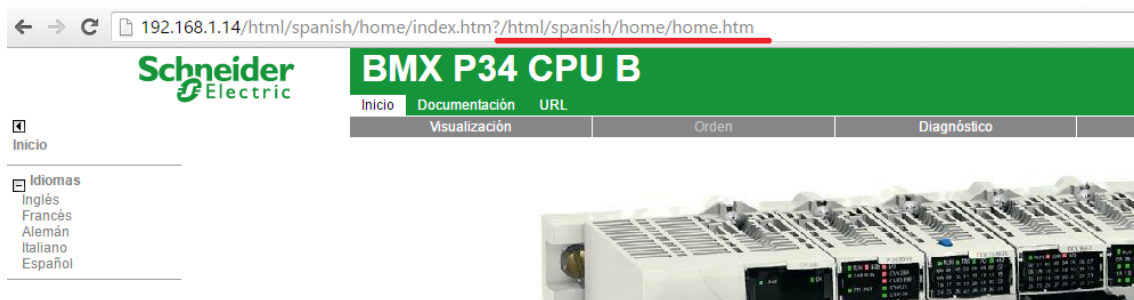 192.168.1.14/html/spanish/home/index.htm?/html/spanish/home/home.htm
Schneider
Electric
BMX P34 CPU B
Inicio Documentación URL
Visualización Orden Diagnóstico
Inicio
Idiomas
Inglés
Francés
Alemán
Italiano
Español